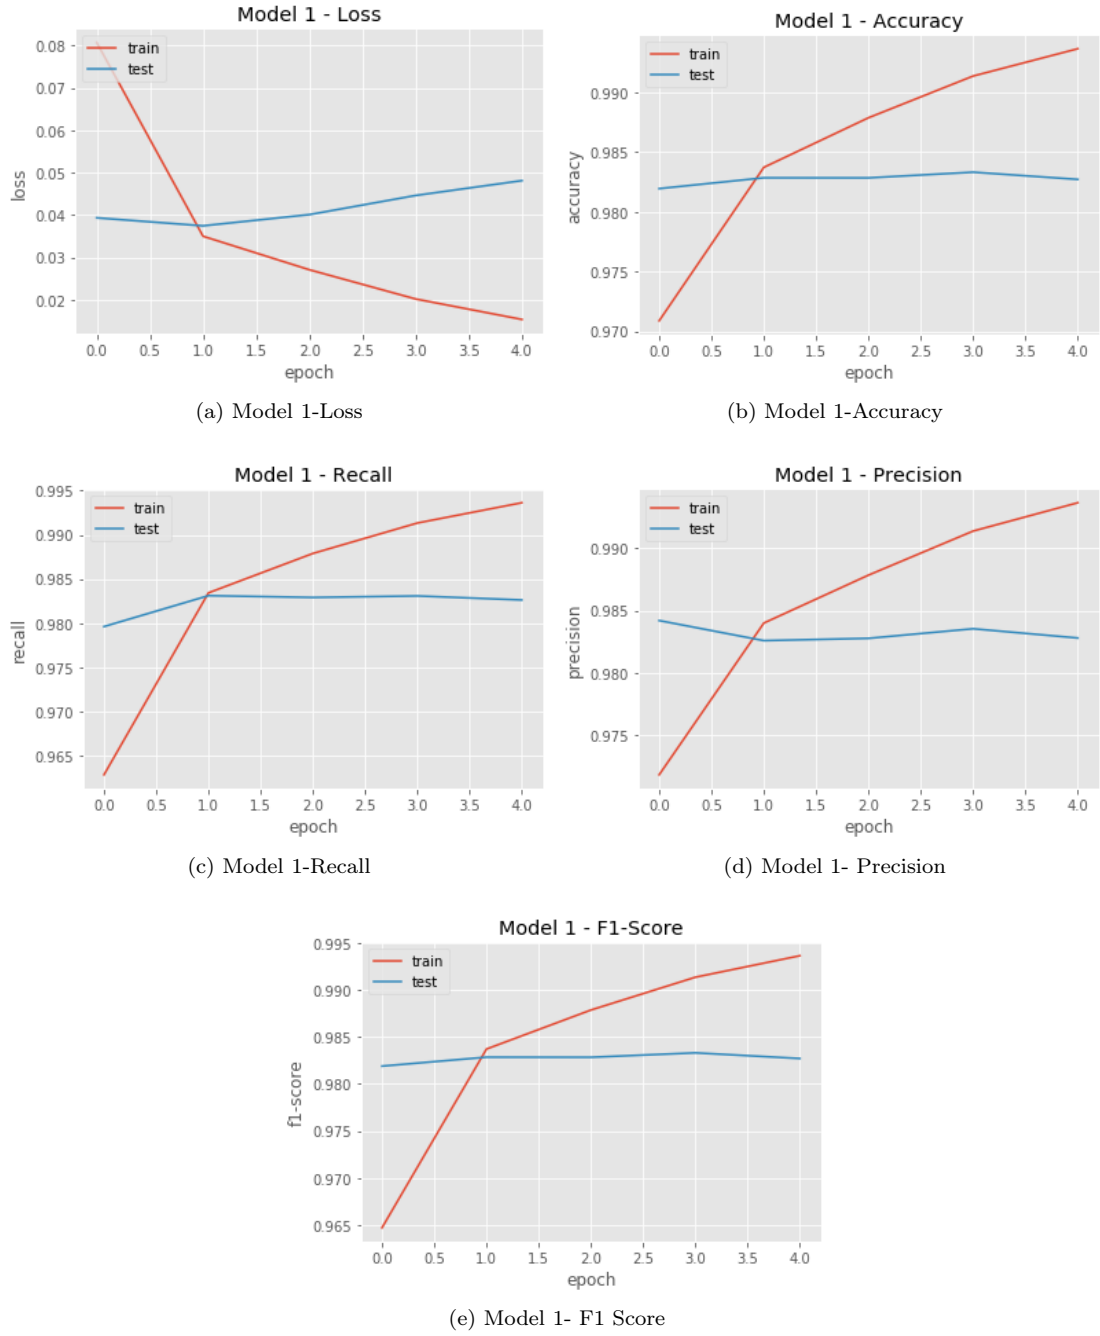 Model 1 - Loss
train
test
0.08
0.07
0.06
0.05
0.04
0.03
0.02
loss
0.0 0.5 1.0 1.5 2.0 2.5 3.0 3.5 4.0
epoch
(a) Model 1-Loss
Model 1 - Accuracy
train
test
0.990
0.985
0.980
0.975
0.970
accuracy
0.0 0.5 1.0 1.5 2.0 2.5 3.0 3.5 4.0
epoch
(b) Model 1-Accuracy
Model 1 - Recall
train
test
0.995
0.990
0.985
0.980
0.975
0.970
0.965
recall
0.0 0.5 1.0 1.5 2.0 2.5 3.0 3.5 4.0
epoch
(c) Model 1-Recall
Model 1 - Precision
train
test
0.990
0.985
0.980
0.975
precision
0.0 0.5 1.0 1.5 2.0 2.5 3.0 3.5 4.0
epoch
(d) Model 1- Precision
Model 1 - F1-Score
train
test
0.995
0.990
0.985
0.980
0.975
0.970
0.965
f1-score
0.0 0.5 1.0 1.5 2.0 2.5 3.0 3.5 4.0
epoch
(e) Model 1- F1 Score